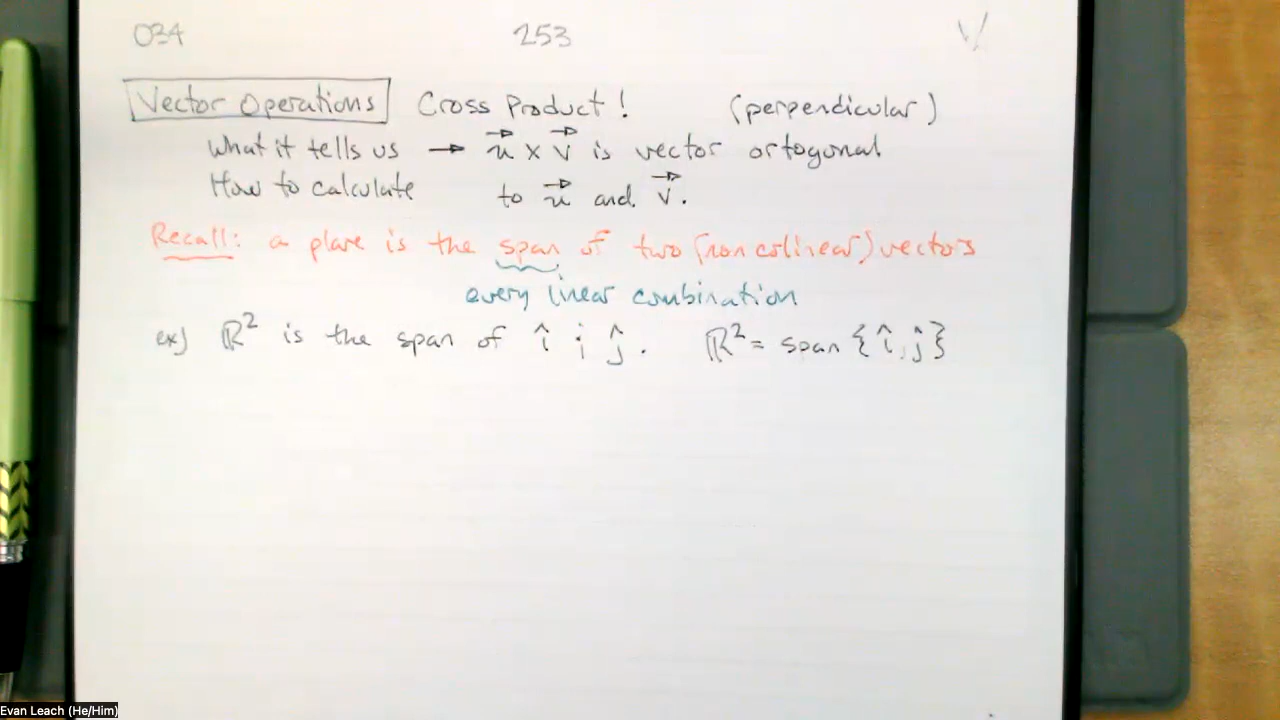 034 253 V/
Vector Operations Cross Product! (perpendicular)
What it tells us → u⃗ × v⃗ is vector ortogonal
How to calculate to u⃗ and v⃗.
Recall: a plane is the span of two (noncolinear) vectors
every linear combination
ex) ℝ² is the span of î ; ĵ. ℝ² = span {î, ĵ}
Evan Leach (He/Him)